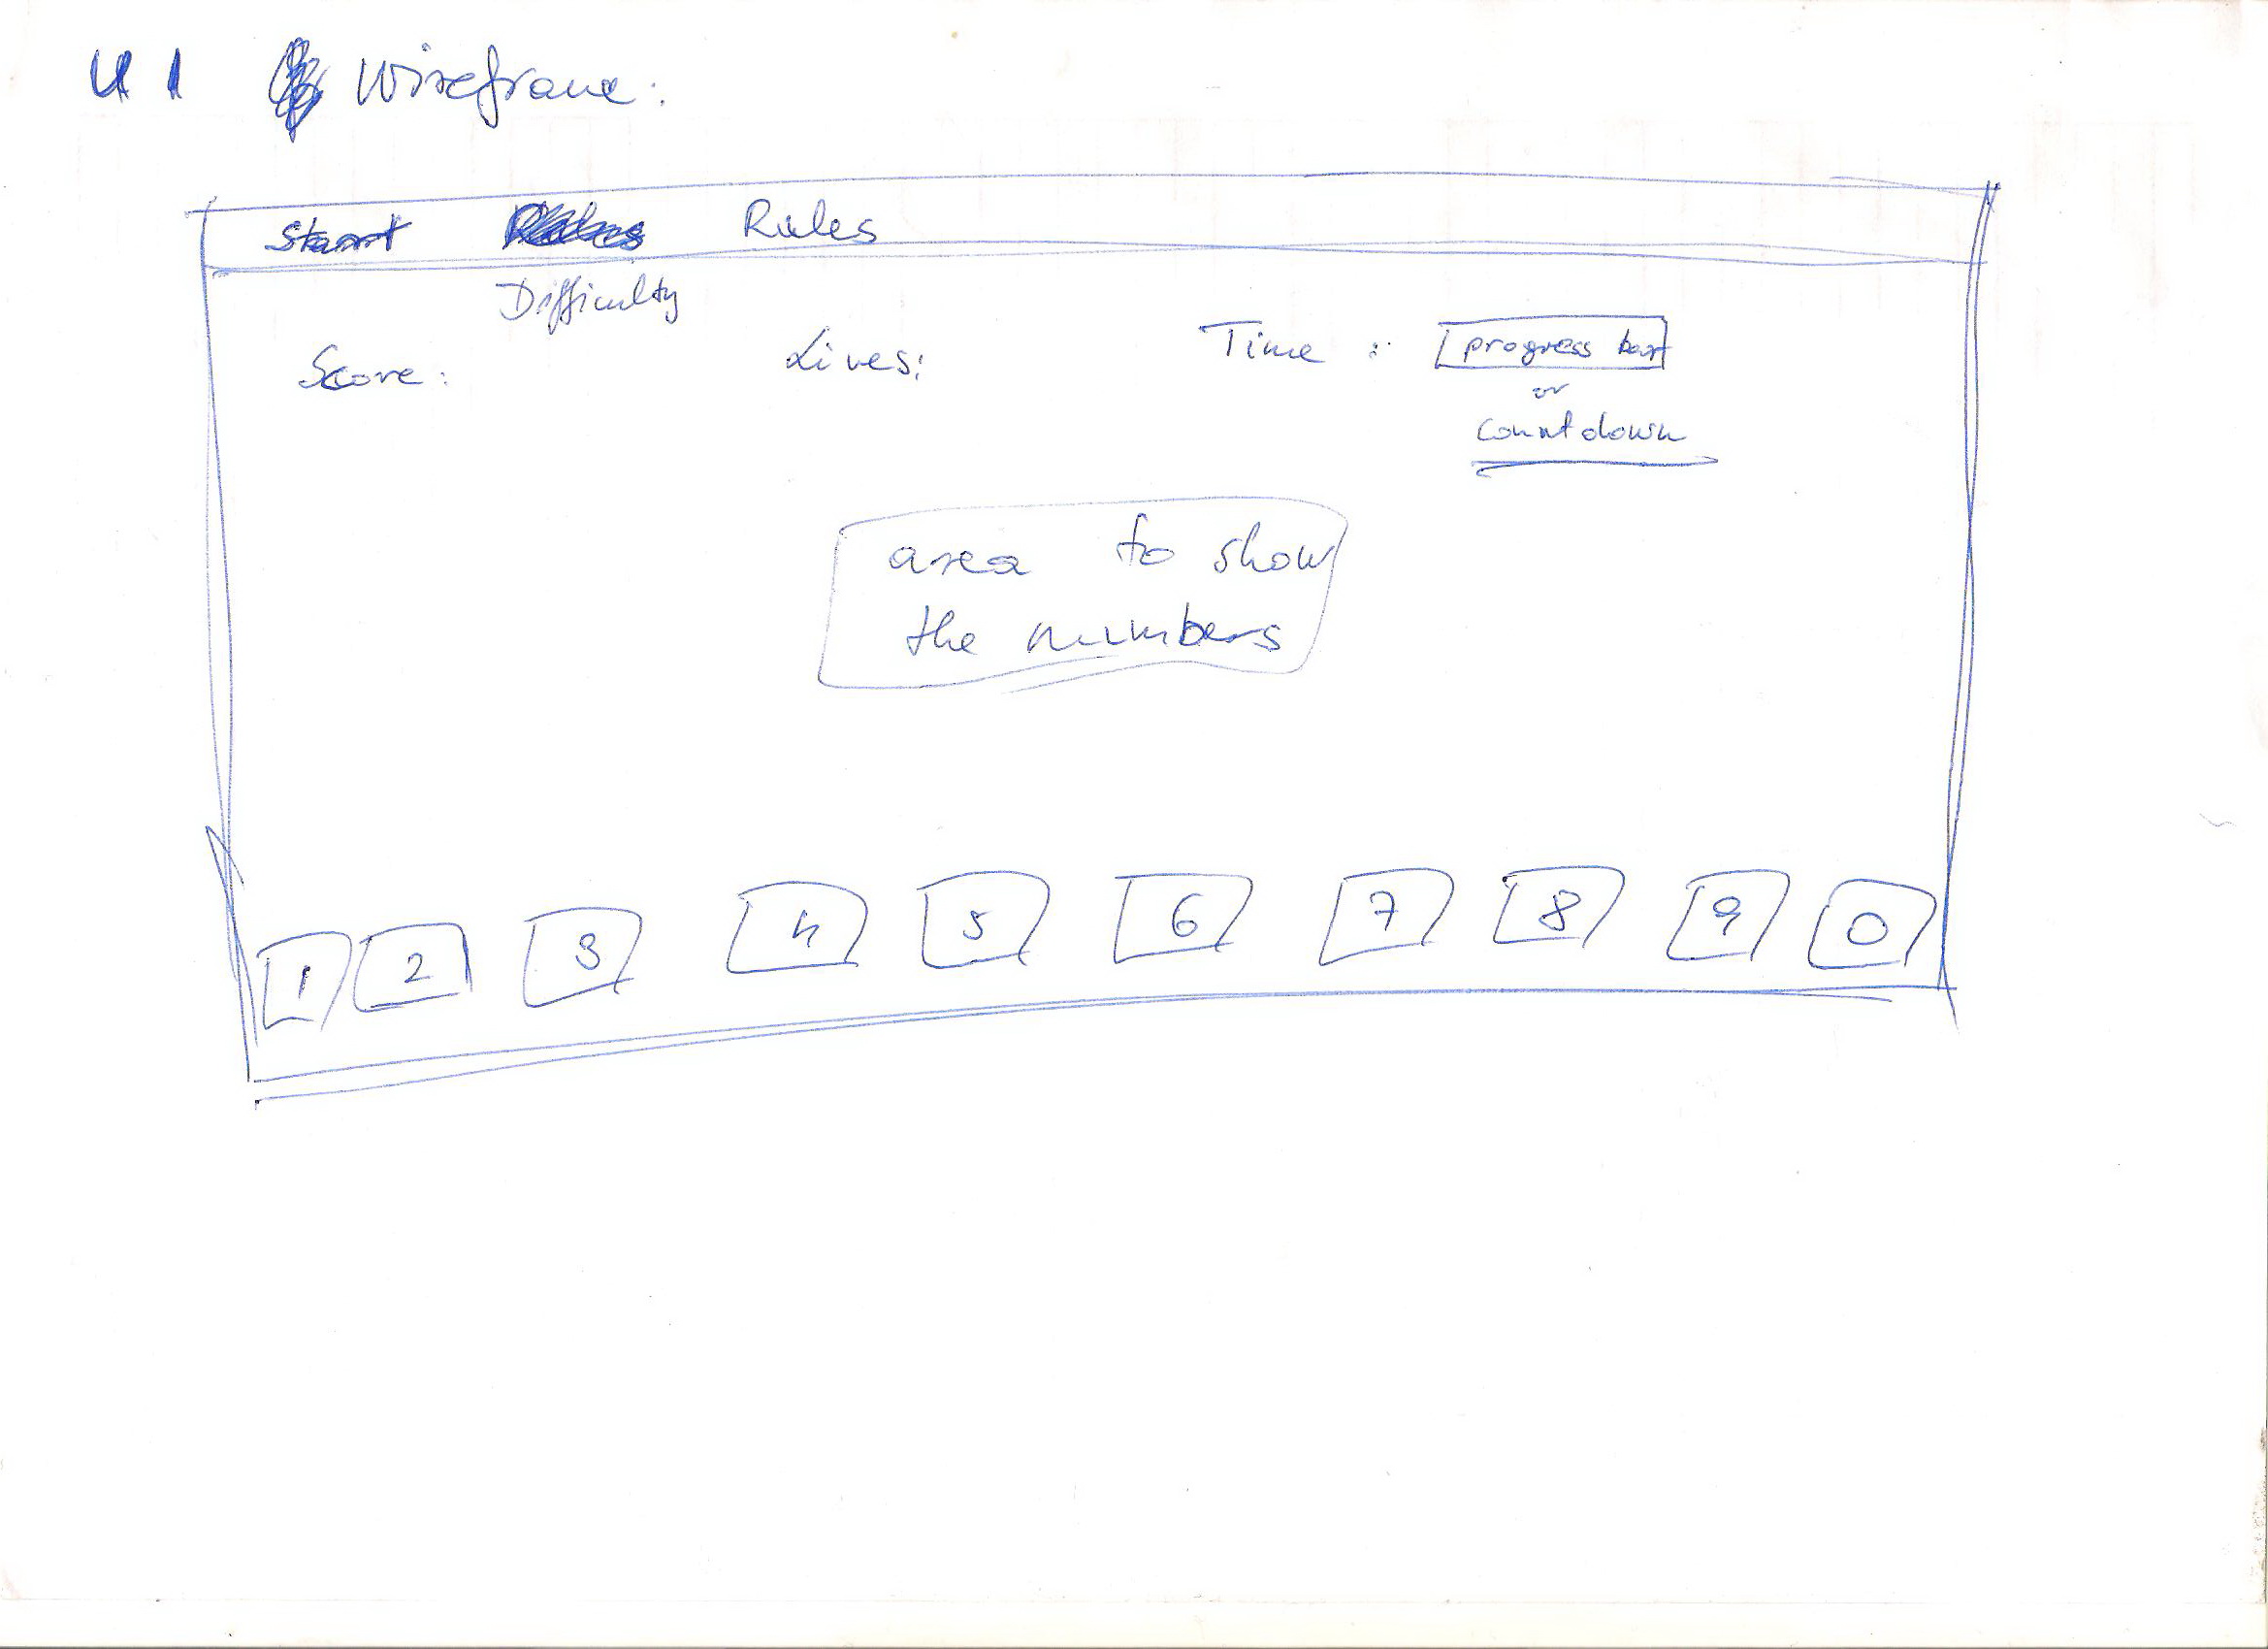 UI Wireframe:
Start Rules
Difficulty
Score: Lives: Time: progress bar
or
countdown
area to show
the numbers
1 2 3 4 5 6 7 8 9 0